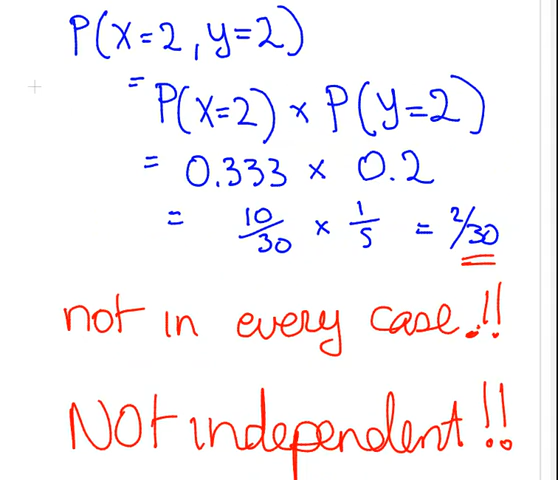 P(x=2, y=2)
= P(x=2) × P(y=2)
= 0.333 × 0.2
= 10/30 × 1/5 = 2/30
not in every case.!!
NOT independent!!